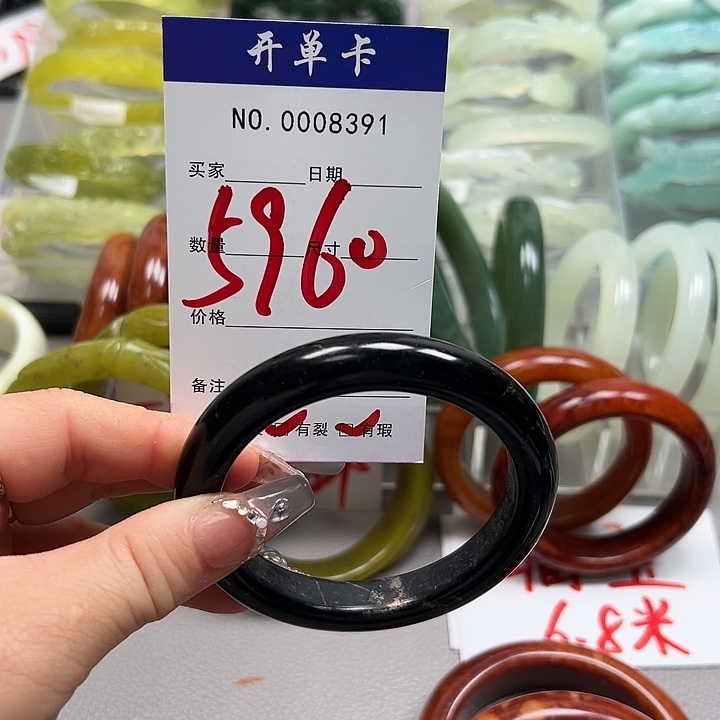 开单卡
NO. 0008391
买家 日期
5960
数量 尺寸
价格
备注
有裂 有瑕
6.8米